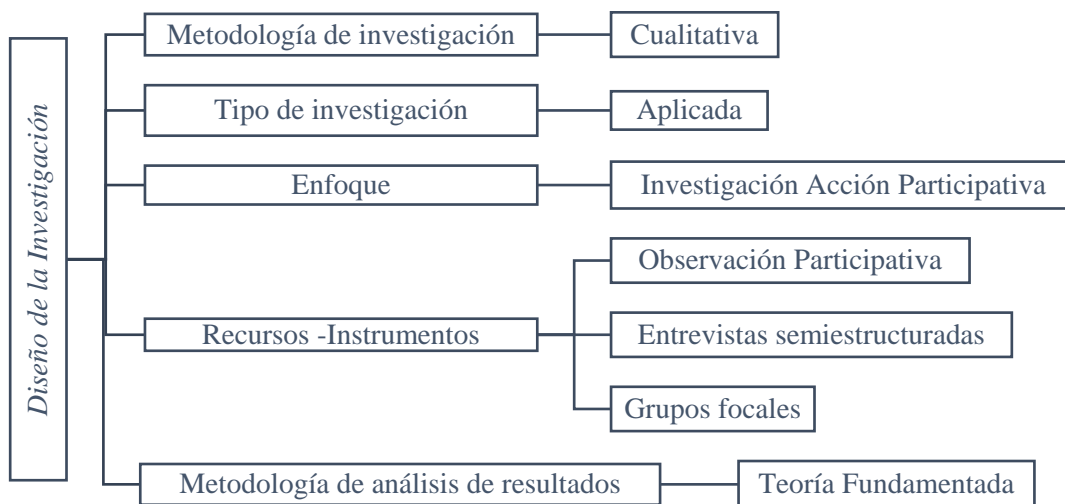 Diseño de la Investigación
Metodología de investigación
Cualitativa
Tipo de investigación
Aplicada
Enfoque
Investigación Acción Participativa
Recursos -Instrumentos
Observación Participativa
Entrevistas semiestructuradas
Grupos focales
Metodología de análisis de resultados
Teoría Fundamentada